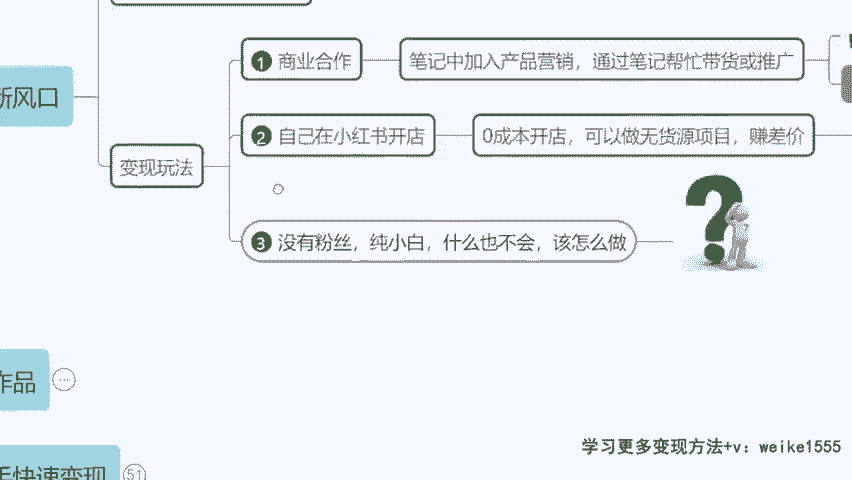 1 商业合作
笔记中加入产品营销，通过笔记帮忙带货或推广
新风口
2 自己在小红书开店
0成本开店，可以做无货源项目，赚差价
变现玩法
3 没有粉丝，纯小白，什么也不会，该怎么做
?
作品
学习更多变现方法+v：weike1555
手快速变现
51